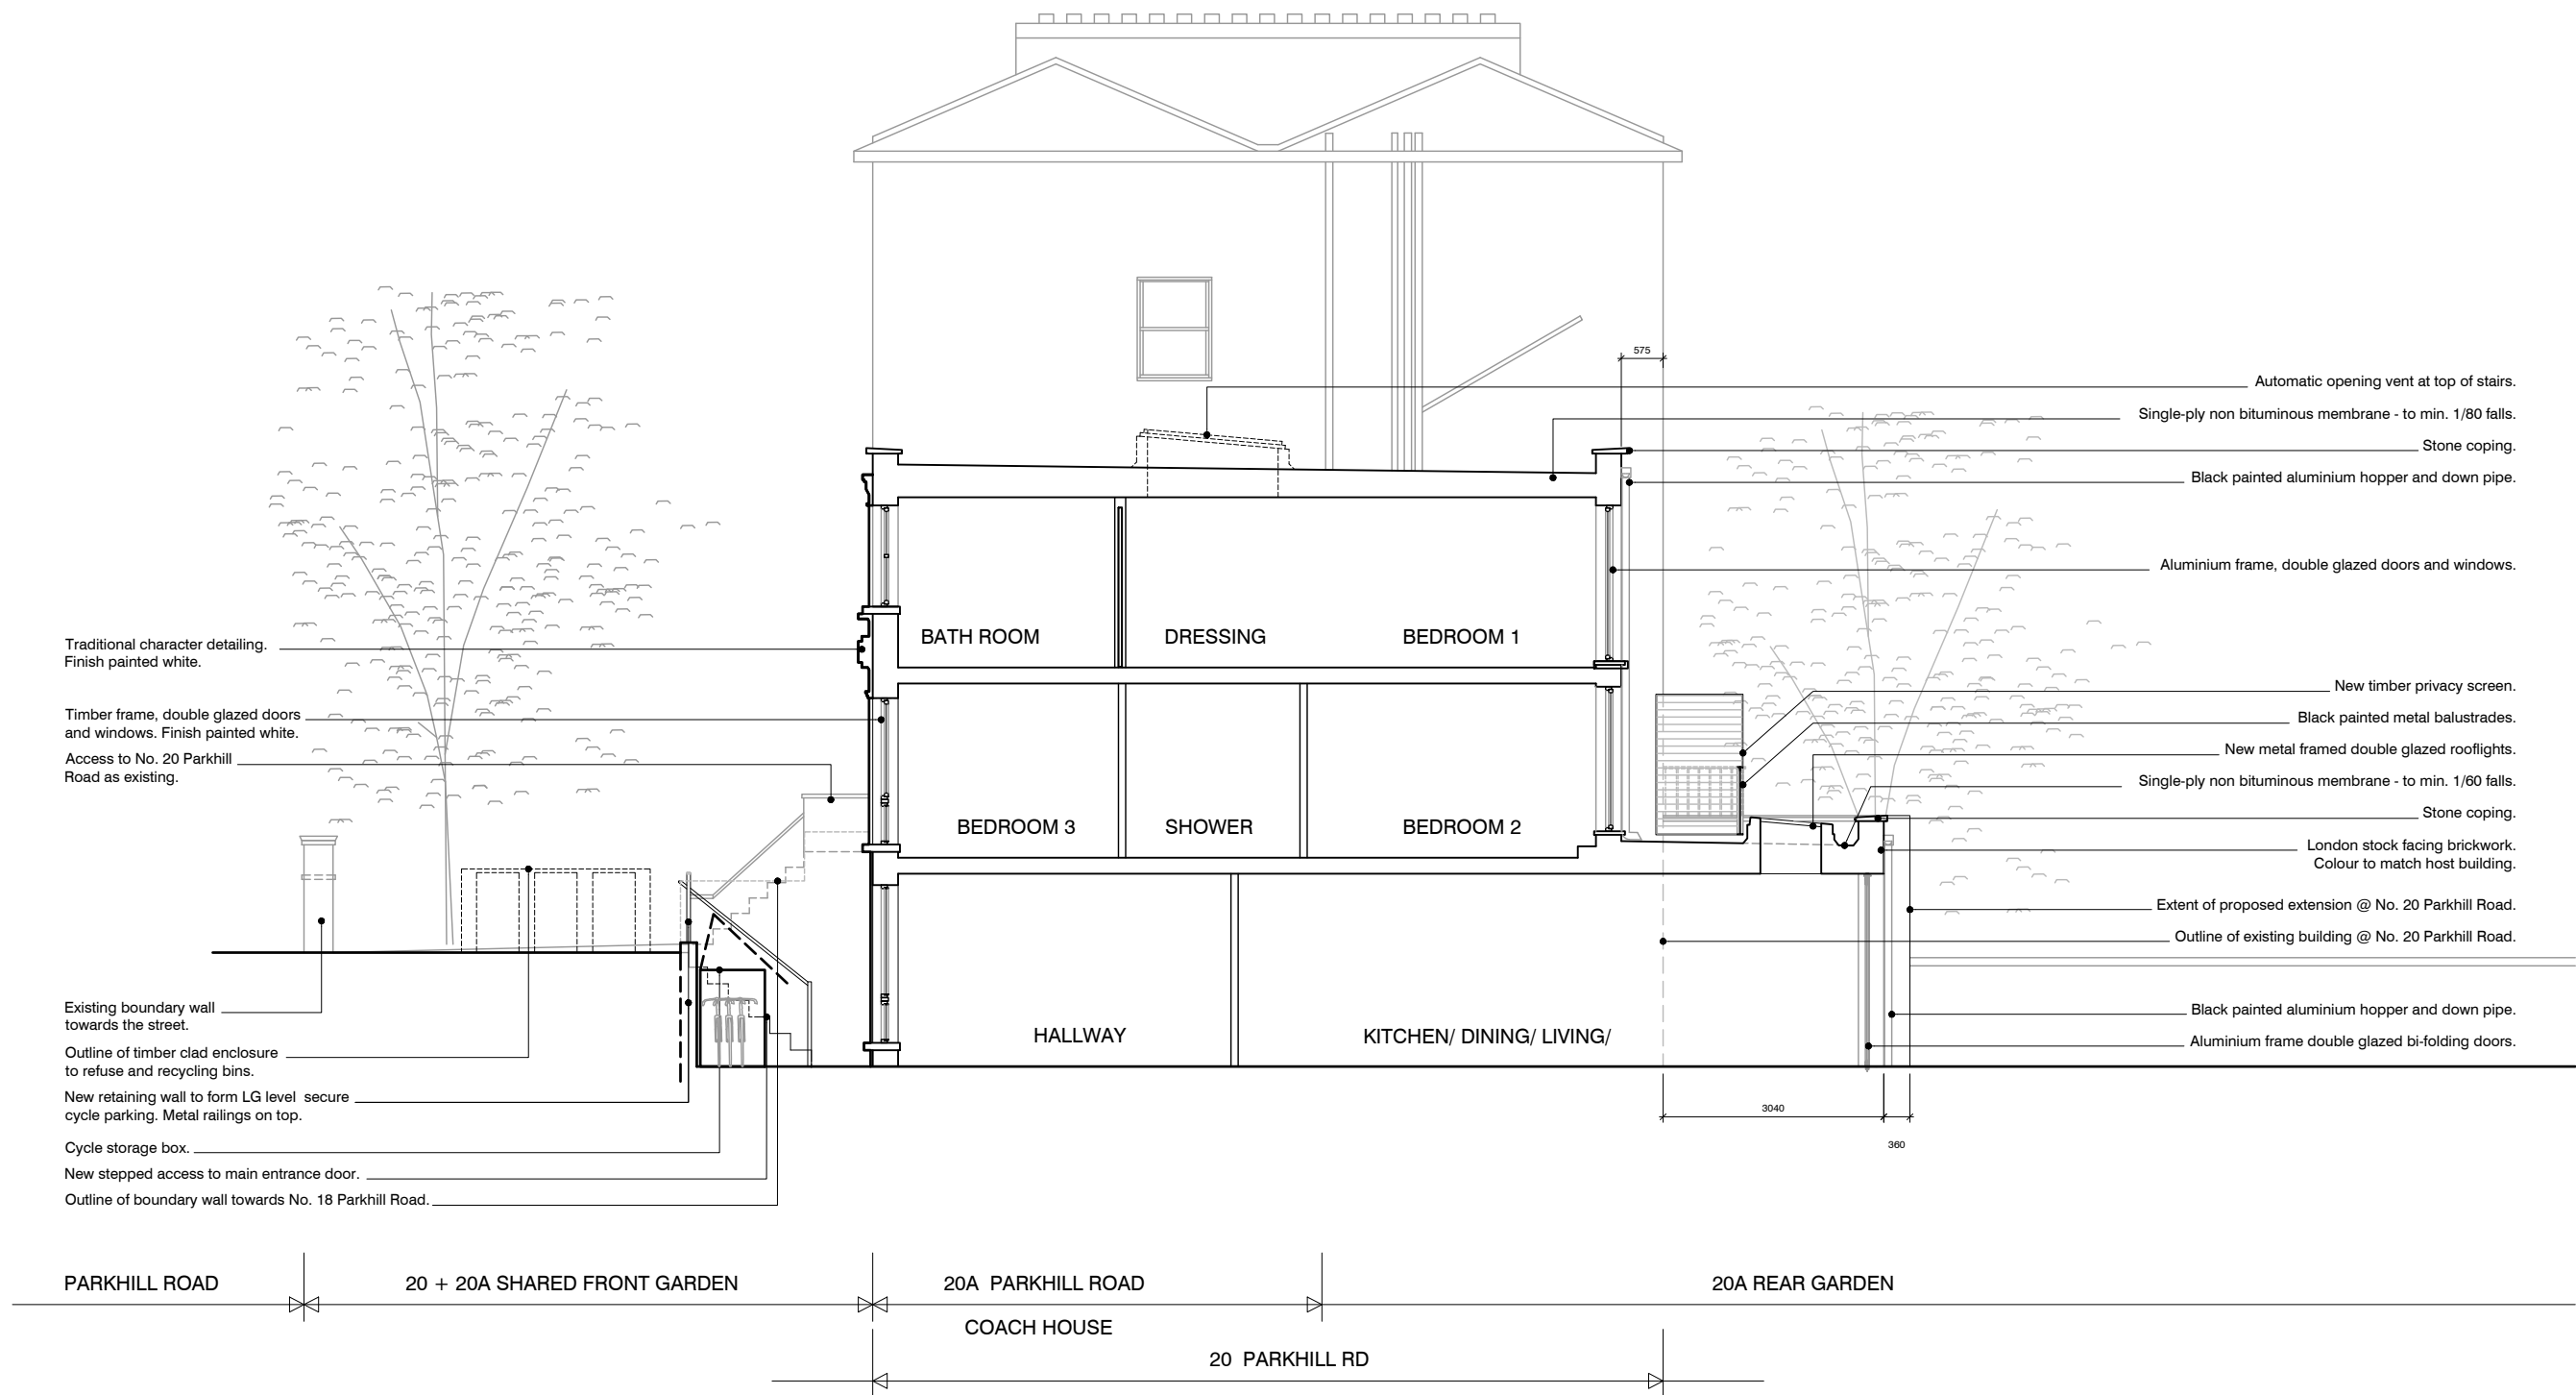 575
Automatic opening vent at top of stairs.
Single-ply non bituminous membrane - to min. 1/80 falls.
Stone coping.
Black painted aluminium hopper and down pipe.
Aluminium frame, double glazed doors and windows.
BATH ROOM
DRESSING
BEDROOM 1
Traditional character detailing.
Finish painted white.
Timber frame, double glazed doors
and windows. Finish painted white.
Access to No. 20 Parkhill
Road as existing.
New timber privacy screen.
Black painted metal balustrades.
New metal framed double glazed rooflights.
Single-ply non bituminous membrane - to min. 1/60 falls.
Stone coping.
London stock facing brickwork.
Colour to match host building.
BEDROOM 3
SHOWER
BEDROOM 2
Extent of proposed extension @ No. 20 Parkhill Road.
Outline of existing building @ No. 20 Parkhill Road.
Existing boundary wall
towards the street.
Outline of timber clad enclosure
to refuse and recycling bins.
New retaining wall to form LG level secure
cycle parking. Metal railings on top.
Cycle storage box.
New stepped access to main entrance door.
Outline of boundary wall towards No. 18 Parkhill Road.
HALLWAY
KITCHEN/ DINING/ LIVING/
Black painted aluminium hopper and down pipe.
Aluminium frame double glazed bi-folding doors.
3040
360
PARKHILL ROAD
20 + 20A SHARED FRONT GARDEN
20A PARKHILL ROAD
20A REAR GARDEN
COACH HOUSE
20 PARKHILL RD